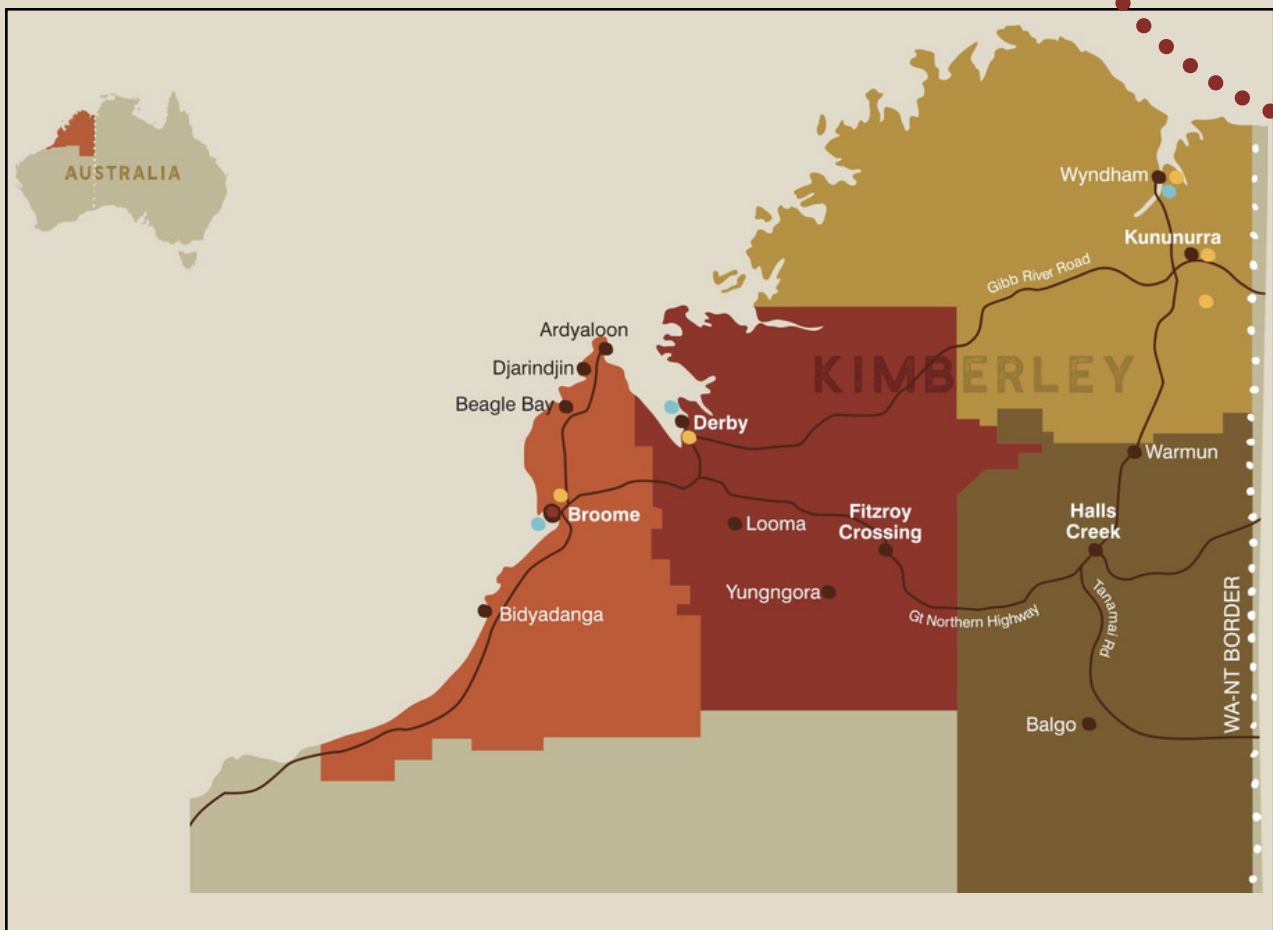 AUSTRALIA
Wyndham
Kununurra
Gibb River Road
Ardyaloon
Djarindjin
KIMBERLEY
Beagle Bay
Derby
Warmun
Broome
Looma
Fitzroy
Crossing
Halls
Creek
Yungngora
Bidyadanga
Gt Northern Highway
Tanamai Rd
WA-NT BORDER
Balgo